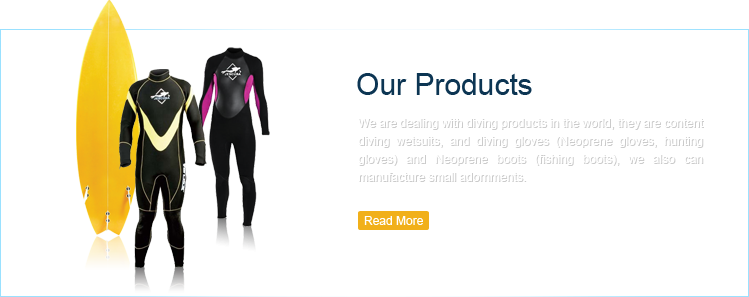 Our Products
We are dealing with diving products in the world, they are content
diving wetsuits, and diving gloves (Neoprene gloves, hunting
gloves) and Neoprene boots (fishing boots), we also can
manufacture small adornments.
Read More